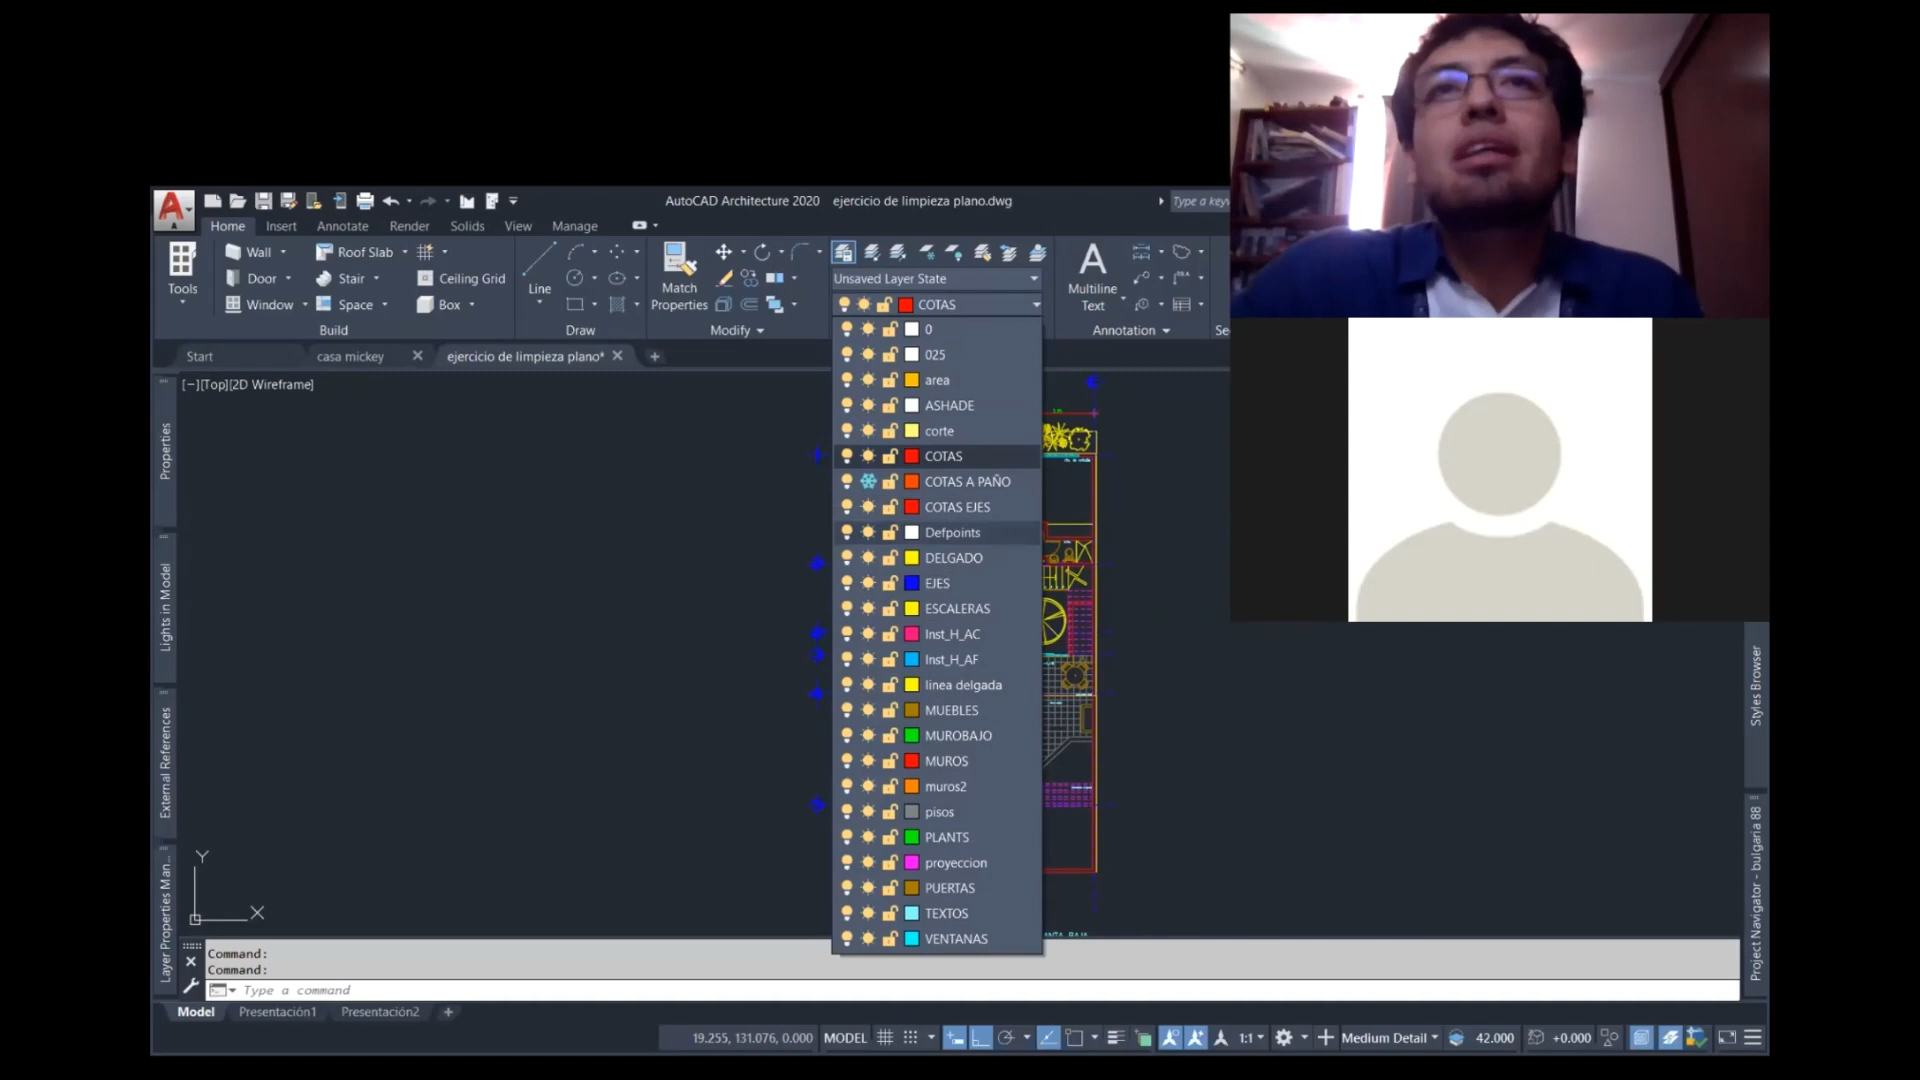 AutoCAD Architecture 2020 ejercicio de limpieza plano.dwg
Type a keyv
Home Insert Annotate Render Solids View Manage
Tools
Wall
Door
Window
Roof Slab
Stair
Space
Ceiling Grid
Box
Build
Line
Draw
Match
Properties
Modify
Unsaved Layer State
COTAS
Multiline
Text
Annotation
Se
Start
casa mickey
ejercicio de limpieza plano*
[−][Top][2D Wireframe]
0
025
area
ASHADE
corte
COTAS
COTAS A PAÑO
COTAS EJES
Defpoints
DELGADO
EJES
ESCALERAS
Inst_H_AC
Inst_H_AF
linea delgada
MUEBLES
MUROBAJO
MUROS
muros2
pisos
PLANTS
proyeccion
PUERTAS
TEXTOS
VENTANAS
Properties
Lights in Model
External References
Layer Properties Man...
Styles Browser
Project Navigator - bulgaria 88
Y
X
Command:
Command:
Type a command
Model Presentación1 Presentación2
19.255, 131.076, 0.000 MODEL 1:1 Medium Detail 42.000 +0.000